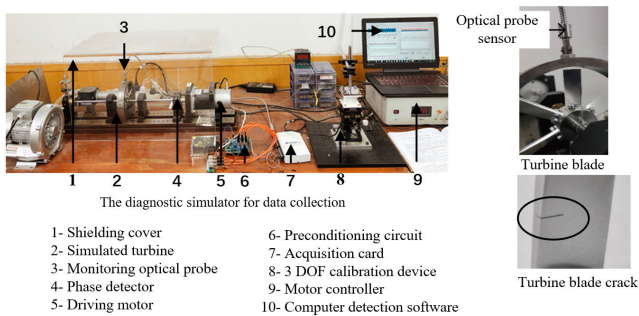 3
10
1
2
4
5
6
7
8
9
The diagnostic simulator for data collection
1- Shielding cover
2- Simulated turbine
3- Monitoring optical probe
4- Phase detector
5- Driving motor
6- Preconditioning circuit
7- Acquisition card
8- 3 DOF calibration device
9- Motor controller
10- Computer detection software
Optical probe
sensor
Turbine blade
Turbine blade crack